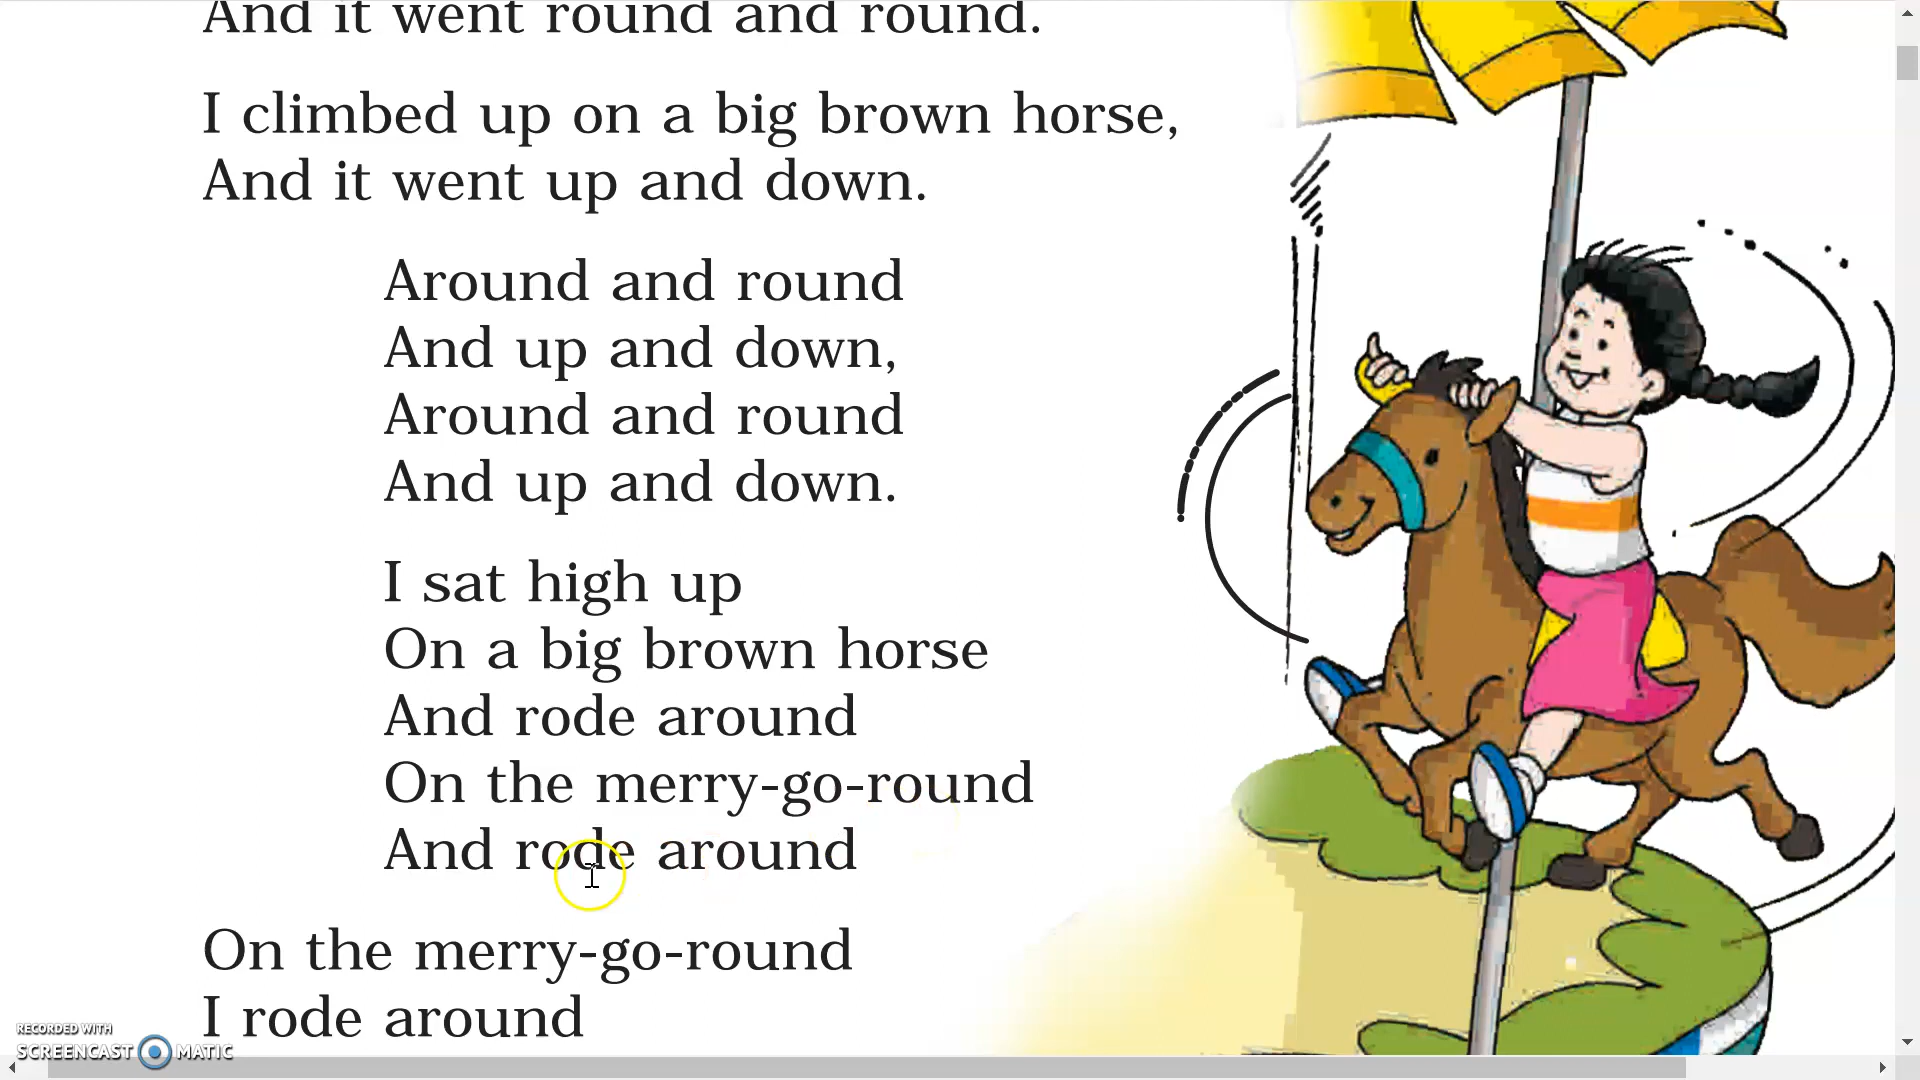 And it went round and round.
I climbed up on a big brown horse,
And it went up and down.
Around and round
And up and down,
Around and round
And up and down.
I sat high up
On a big brown horse
And rode around
On the merry-go-round
And rode around
On the merry-go-round
I rode around
RECORDED WITH
SCREENCAST MATIC